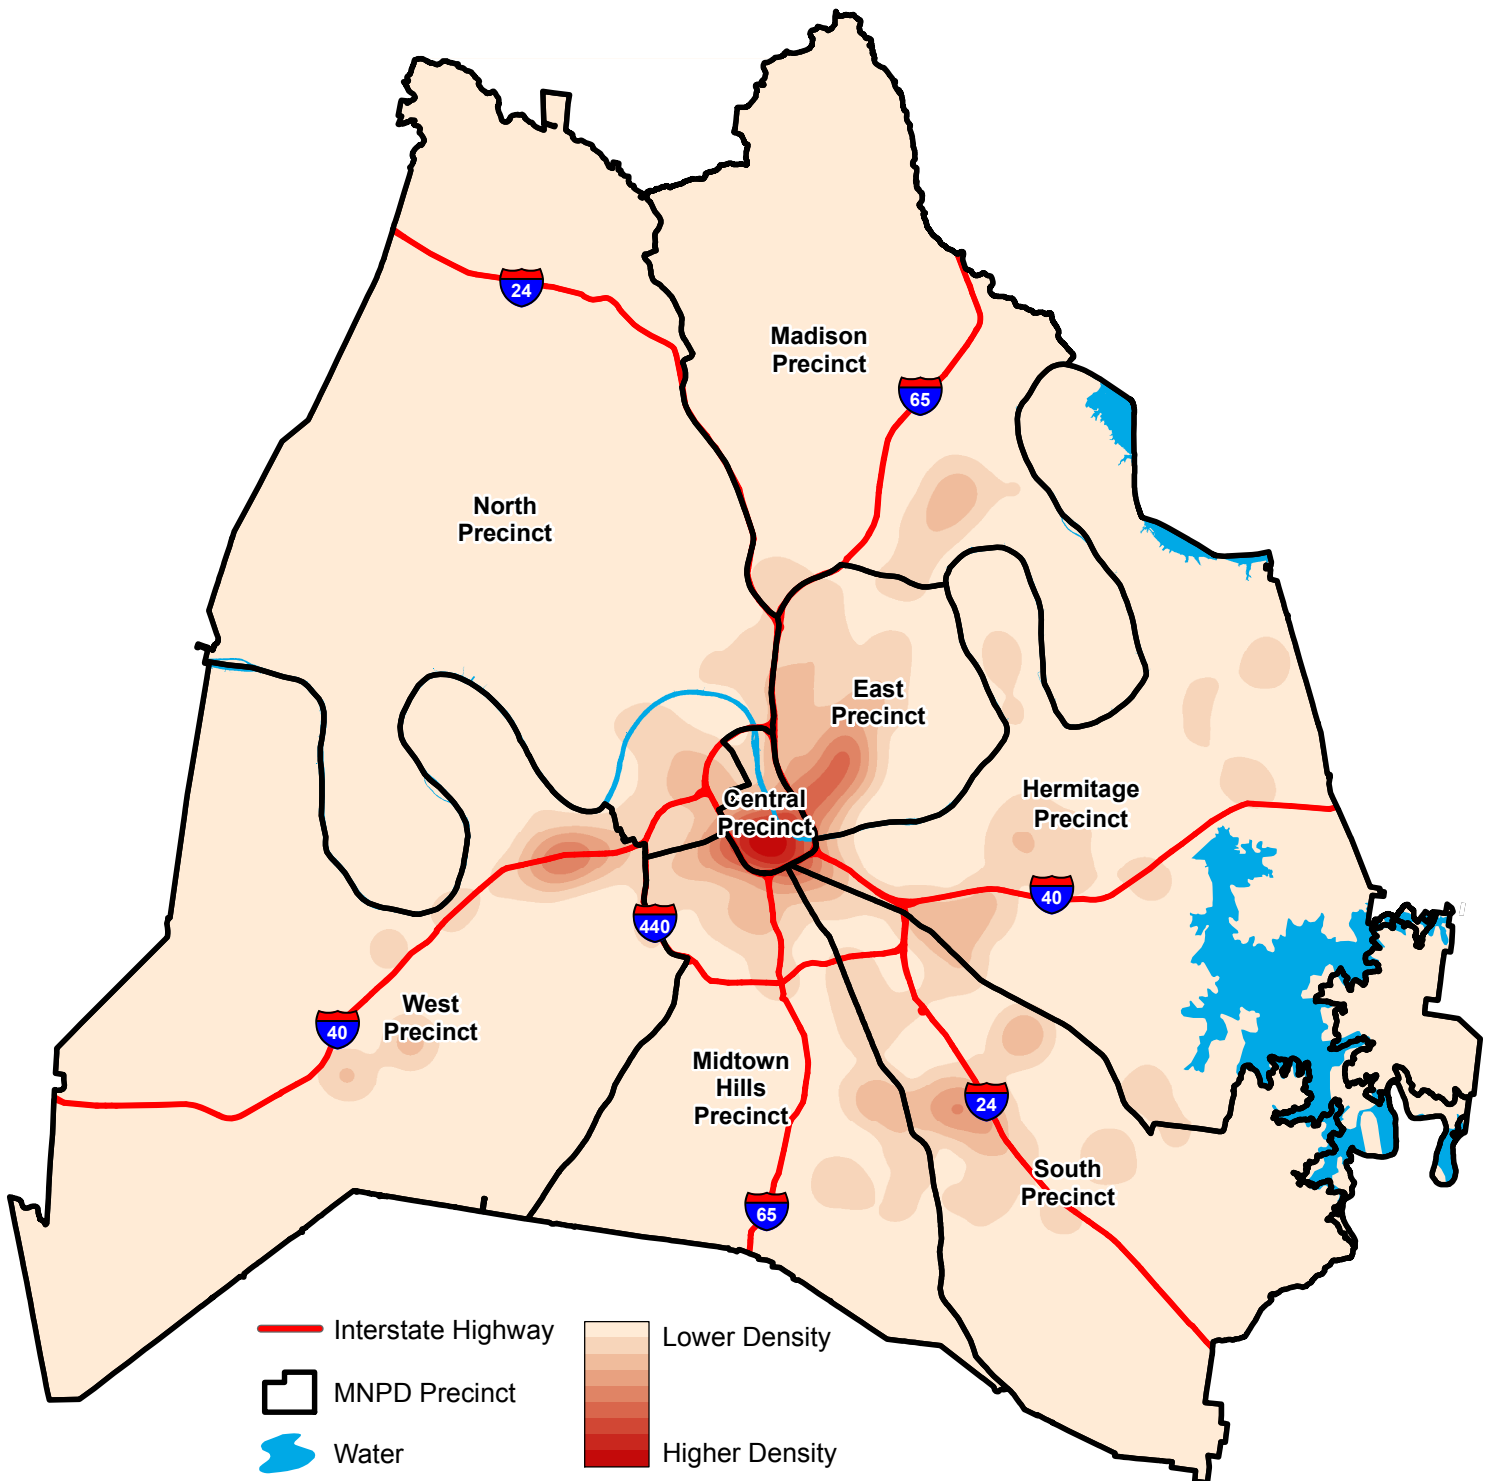 24
Madison
Precinct
65
North
Precinct
East
Precinct
Central
Precinct
Hermitage
Precinct
40
440
West
Precinct
40
Midtown
Hills
Precinct
24
South
Precinct
65
Interstate Highway
MNPD Precinct
Water
Lower Density
Higher Density